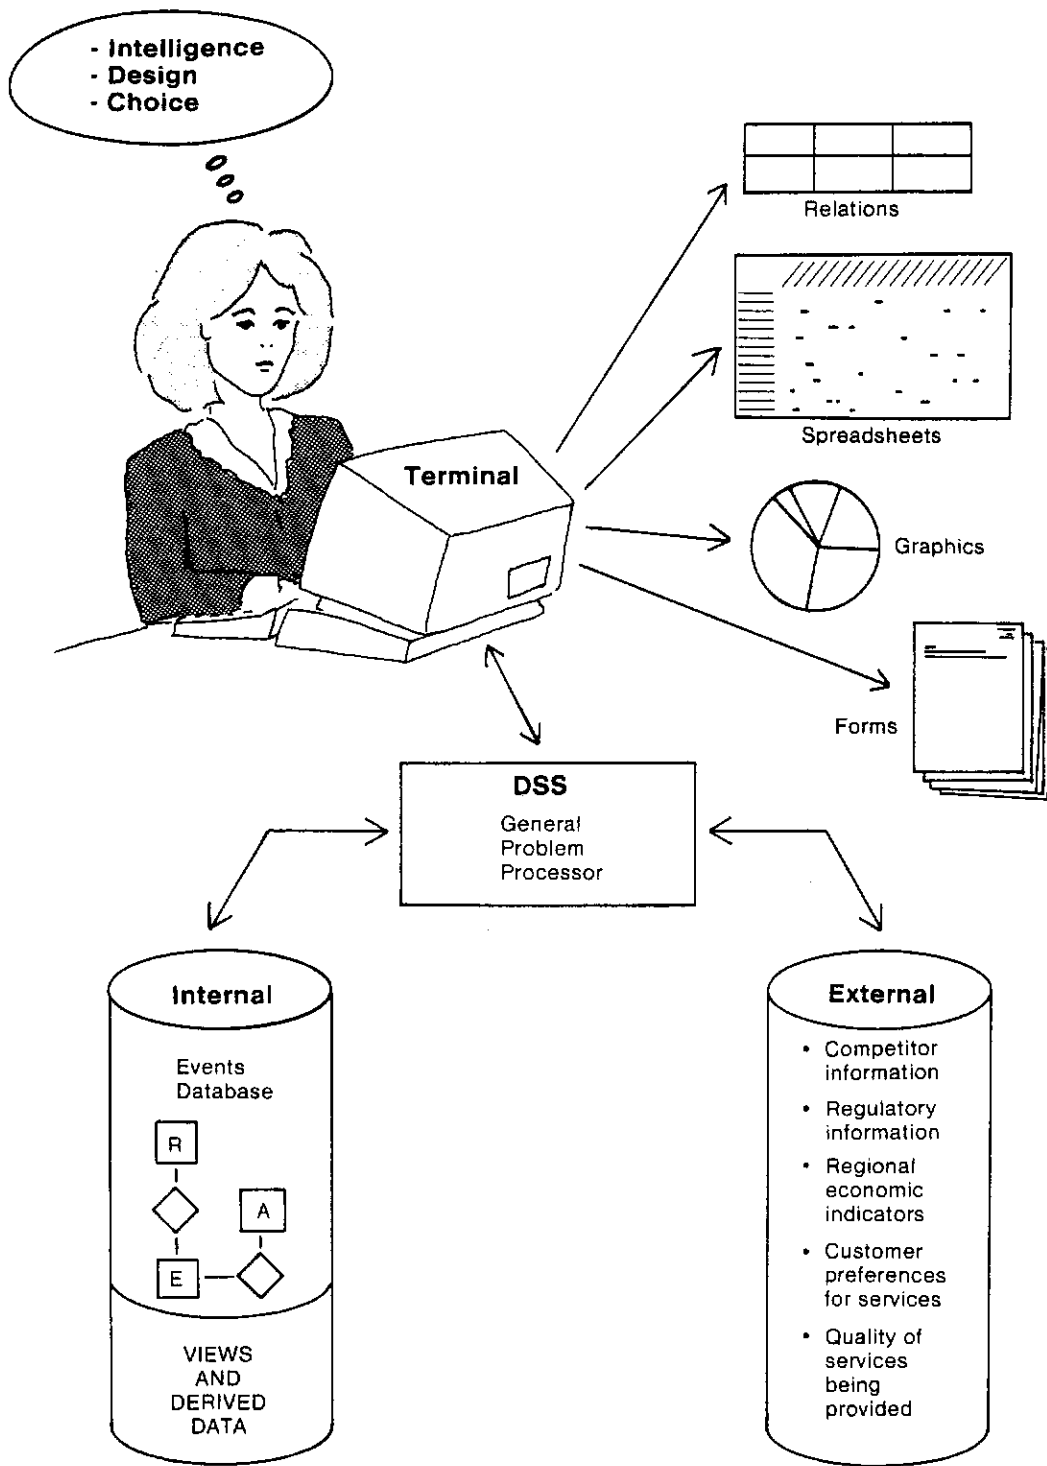 - Intelligence
- Design
- Choice
Relations
Spreadsheets
Terminal
Graphics
Forms
DSS
General
Problem
Processor
Internal
Events
Database
R
A
E
VIEWS
AND
DERIVED
DATA
External
• Competitor
information
• Regulatory
information
• Regional
economic
indicators
• Customer
preferences
for services
• Quality of
services
being
provided